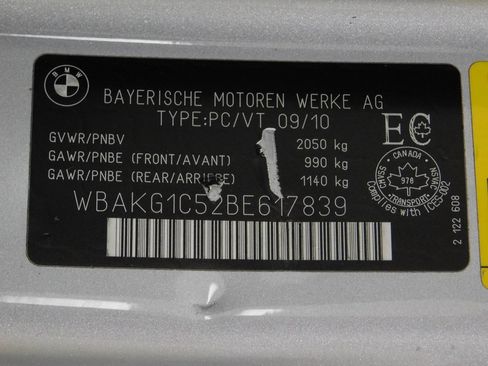 BMW
BAYERISCHE MOTOREN WERKE AG
TYPE:PC/VT 09/10
GVWR/PNBV 2050 kg
GAWR/PNBE (FRONT/AVANT) 990 kg
GAWR/PNBE (REAR/ARRIERE) 1140 kg
WBAKG1C52BE617839
EC
CANADA
CMVSS
978
NSVAC
TRANSPORT
Complies with ICES-002
2 122 608